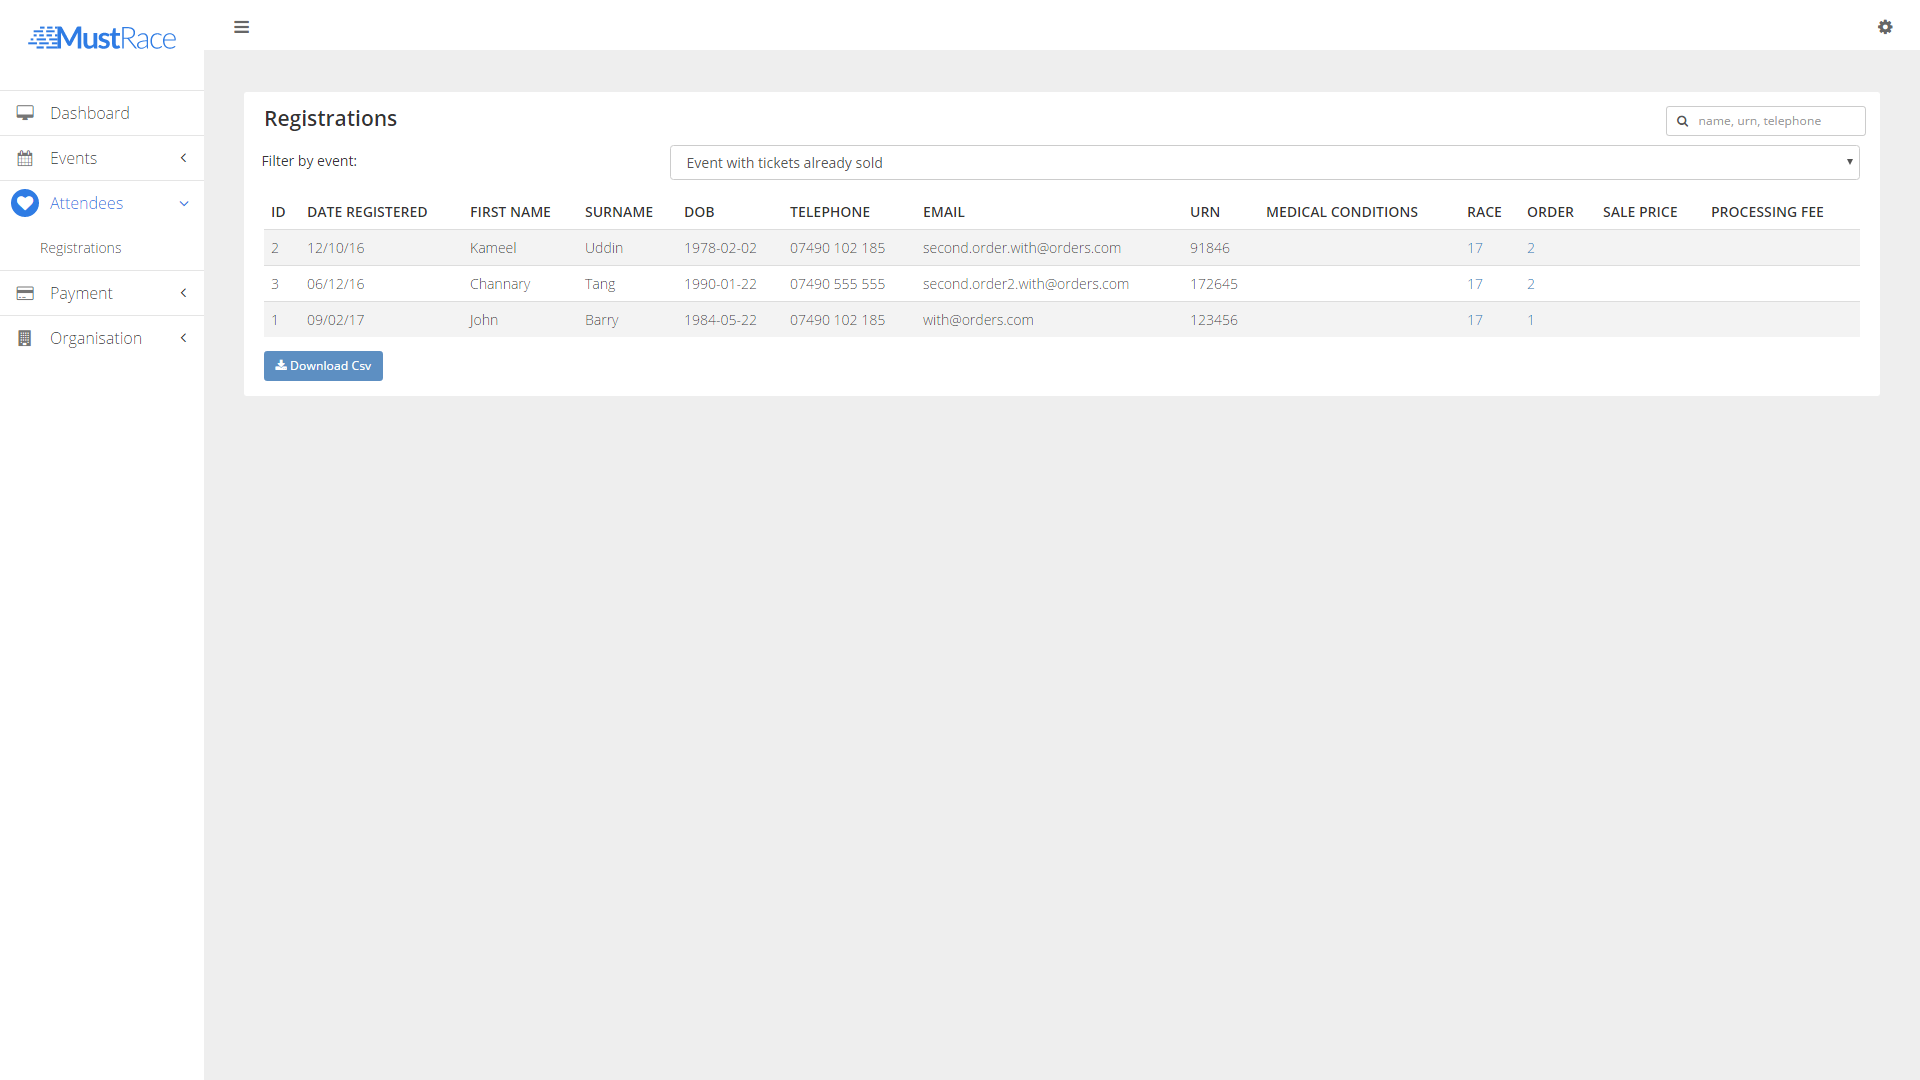 MustRace
Dashboard
Events
Attendees
Registrations
Payment
Organisation
Registrations
name, urn, telephone
Filter by event:
Event with tickets already sold
ID DATE REGISTERED FIRST NAME SURNAME DOB TELEPHONE EMAIL URN MEDICAL CONDITIONS RACE ORDER SALE PRICE PROCESSING FEE
2 12/10/16 Kameel Uddin 1978-02-02 07490 102 185 second.order.with@orders.com 91846 17 2
3 06/12/16 Channary Tang 1990-01-22 07490 555 555 second.order2.with@orders.com 172645 17 2
1 09/02/17 John Barry 1984-05-22 07490 102 185 with@orders.com 123456 17 1
Download Csv